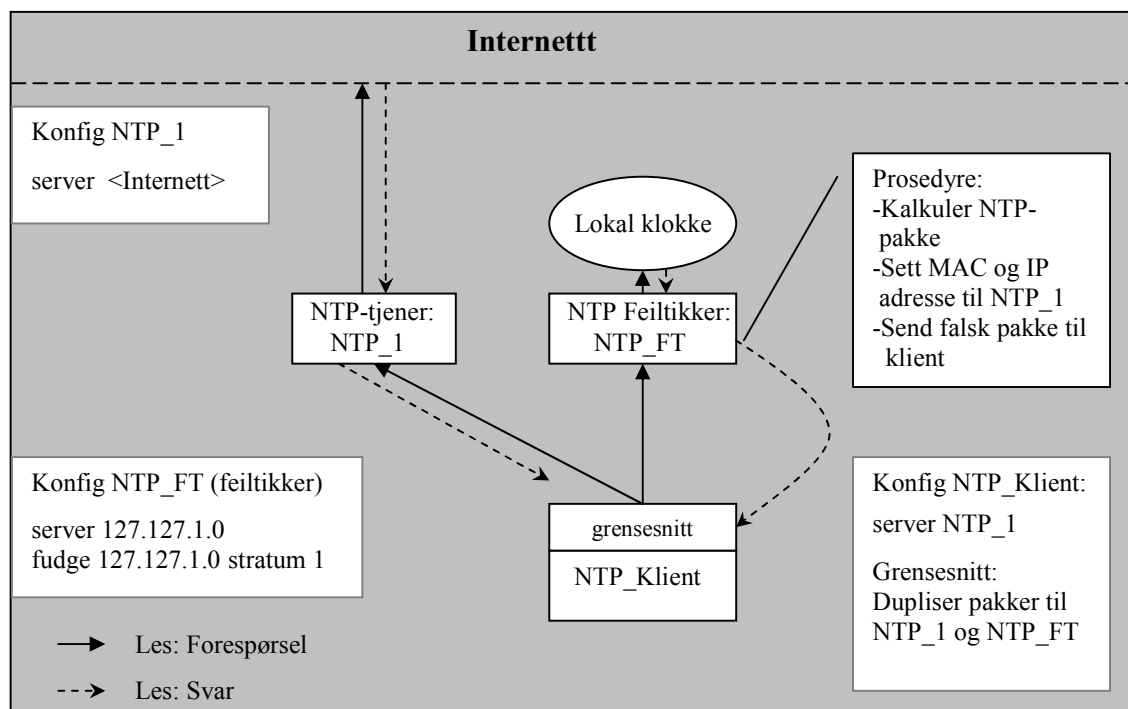 Internettt
Konfig NTP_1
server <Internett>
Lokal klokke
NTP-tjener:
NTP_1
NTP Feiltikker:
NTP_FT
Prosedyre:
-Kalkuler NTP-
pakke
-Sett MAC og IP
adresse til NTP_1
-Send falsk pakke til
klient
Konfig NTP_FT (feiltikker)
server 127.127.1.0
fudge 127.127.1.0 stratum 1
grensesnitt
NTP_Klient
Konfig NTP_Klient:
server NTP_1
Grensesnitt:
Dupliser pakker til
NTP_1 og NTP_FT
Les: Forespørsel
Les: Svar